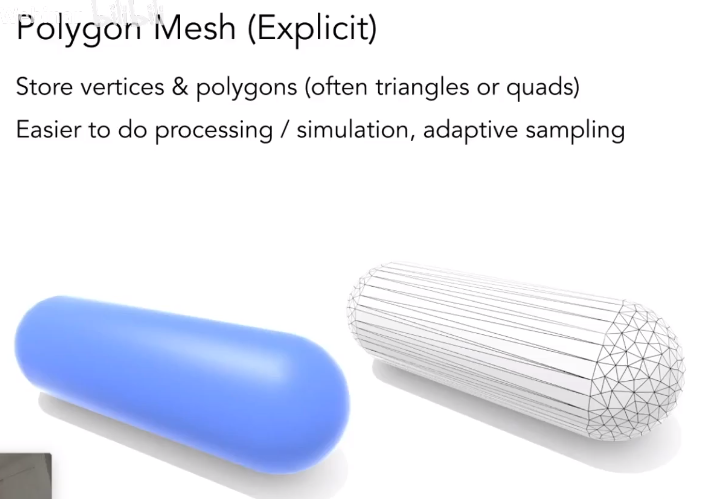 Polygon Mesh (Explicit)
Store vertices & polygons (often triangles or quads)
Easier to do processing / simulation, adaptive sampling